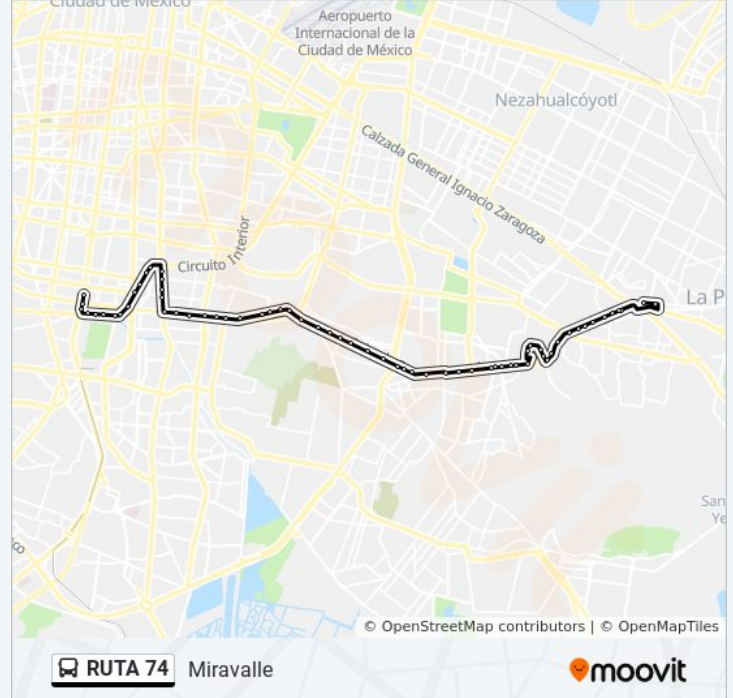 Ciudad de México
Aeropuerto
Internacional de la
Ciudad de México
Nezahualcóyotl
Calzada General Ignacio Zaragoza
Circuito Interior
La P
San
Ye
co
© OpenStreetMap contributors | © OpenMapTiles
RUTA 74 Miravalle
moovit